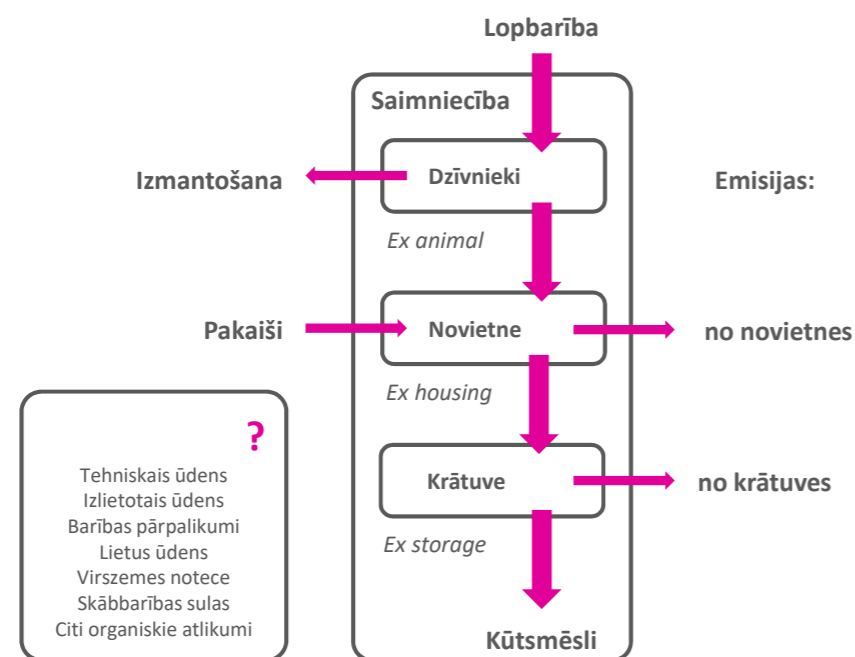 Lopbarība
Saimniecība
Izmantošana
Dzīvnieki
Emisijas:
Ex animal
Pakaiši
Novietne
no novietnes
Ex housing
?
Tehniskais ūdens
Izlietotais ūdens
Barības pārpalikumi
Lietus ūdens
Virszemes notece
Skābbarības sulas
Citi organiskie atlikumi
Krātuve
no krātuves
Ex storage
Kūtsmēsli